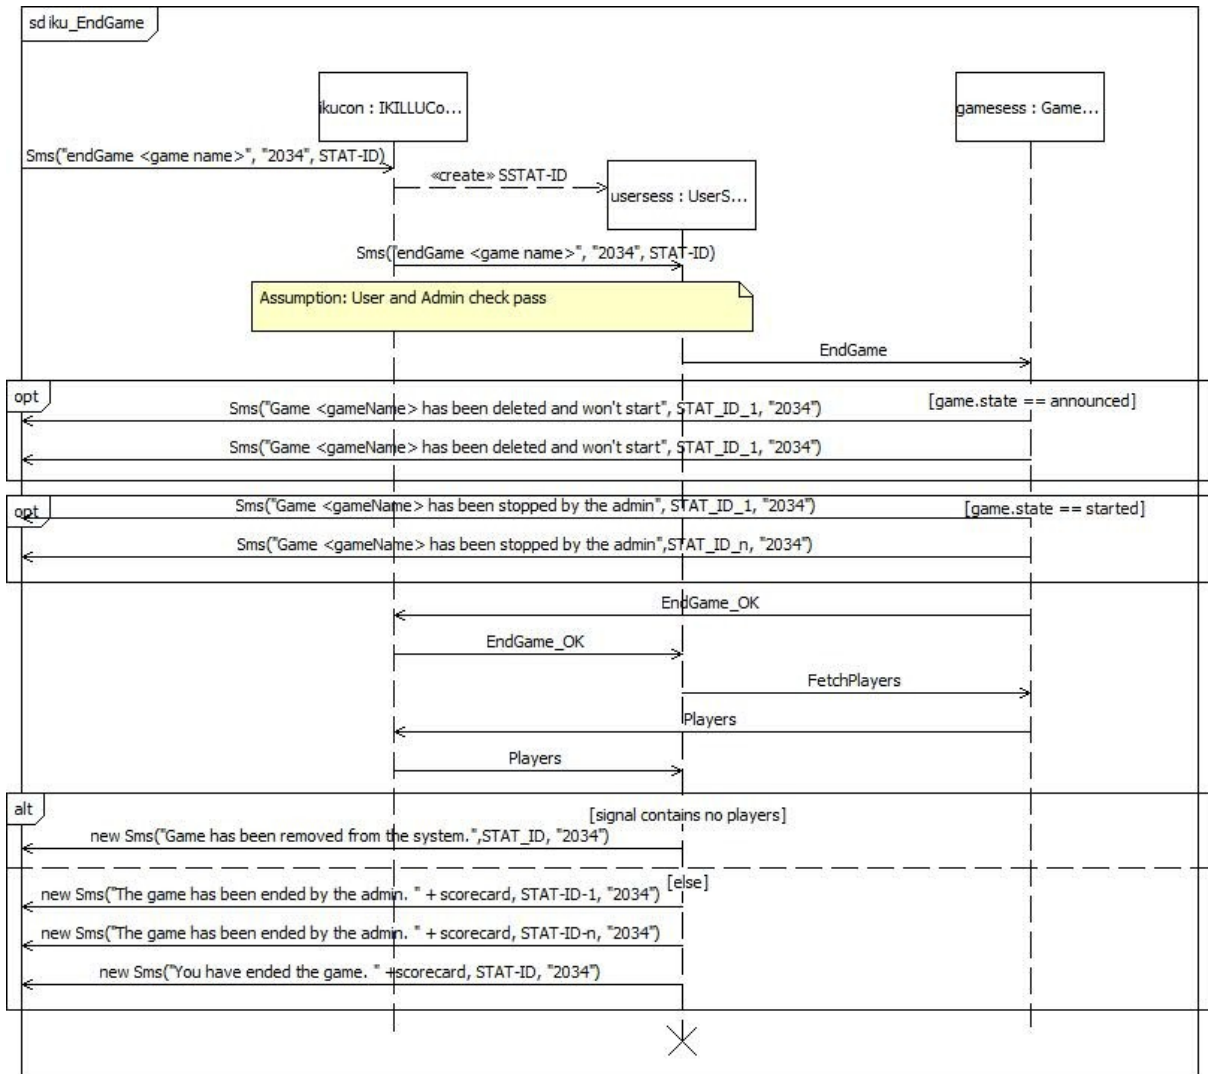 sd iku_EndGame
ikucon : IKILLUCo...
gamesess : Game...
Sms("endGame <game name>", "2034", STAT-ID)
«create» SSTAT-ID
usersess : UserS...
Sms("endGame <game name>", "2034", STAT-ID)
Assumption: User and Admin check pass
EndGame
opt
[game.state == announced]
Sms("Game <gameName> has been deleted and won't start", STAT_ID_1, "2034")
Sms("Game <gameName> has been deleted and won't start", STAT_ID_1, "2034")
opt
Sms("Game <gameName> has been stopped by the admin", STAT_ID_1, "2034")
[game.state == started]
Sms("Game <gameName> has been stopped by the admin",STAT_ID_n, "2034")
EndGame_OK
EndGame_OK
FetchPlayers
Players
Players
alt
[signal contains no players]
new Sms("Game has been removed from the system.",STAT_ID, "2034")
[else]
new Sms("The game has been ended by the admin. " + scorecard, STAT-ID-1, "2034")
new Sms("The game has been ended by the admin. " + scorecard, STAT-ID-n, "2034")
new Sms("You have ended the game. " +scorecard, STAT-ID, "2034")